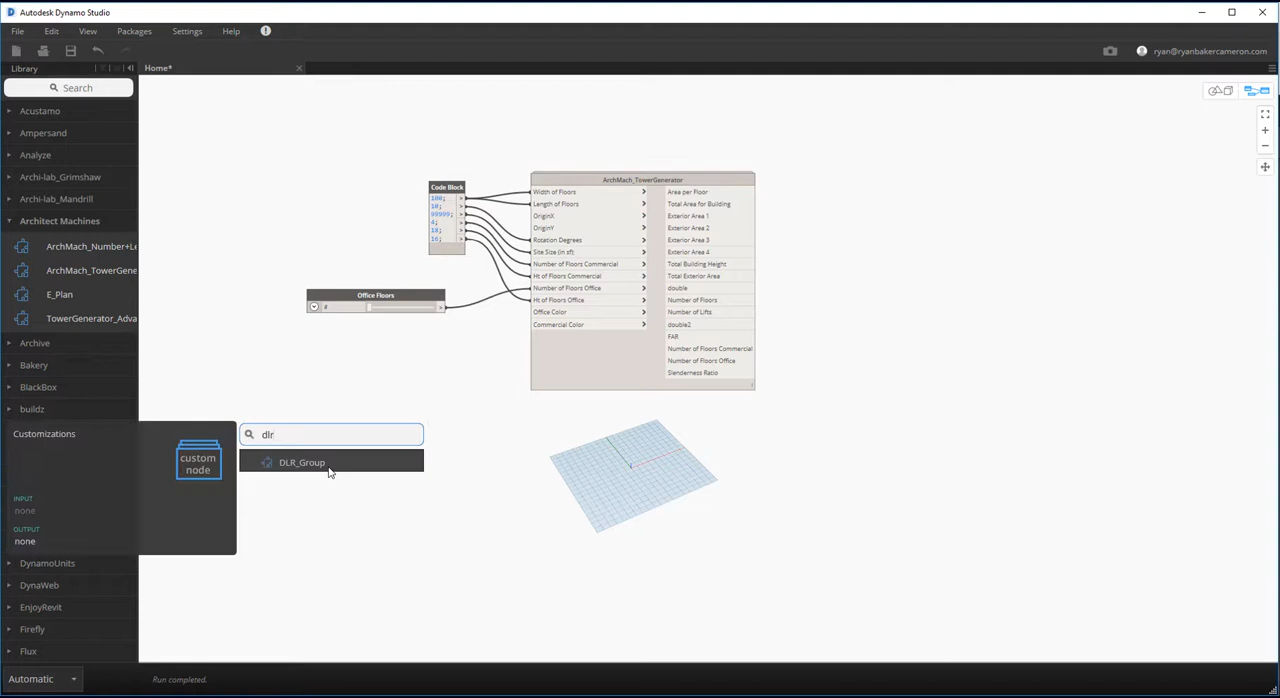 Autodesk Dynamo Studio
File Edit View Packages Settings Help
ryan@ryanbakercameron.com
Library
Home*
Search
Acustamo
Ampersand
Analyze
Archi-lab_Grimshaw
Archi-lab_Mandrill
Architect Machines
ArchMach_Number+Le
ArchMach_TowerGene
E_Plan
TowerGenerator_Adva
Archive
Bakery
BlackBox
buildz
Customizations
custom
node
INPUT
none
OUTPUT
none
DynamoUnits
DynaWeb
EnjoyRevit
Firefly
Flux
Automatic
Run completed.
dlr
DLR_Group
Code Block
100; >
10; >
99999; >
4; >
18; >
16; >
Office Floors
>
ArchMach_TowerGenerator
Width of Floors
Length of Floors
OriginX
OriginY
Rotation Degrees
Site Size (in sf)
Number of Floors Commercial
Ht of Floors Commercial
Number of Floors Office
Ht of Floors Office
Office Color
Commercial Color
Area per Floor
Total Area for Building
Exterior Area 1
Exterior Area 2
Exterior Area 3
Exterior Area 4
Total Building Height
Total Exterior Area
double
Number of Floors
Number of Lifts
double2
FAR
Number of Floors Commercial
Number of Floors Office
Slenderness Ratio